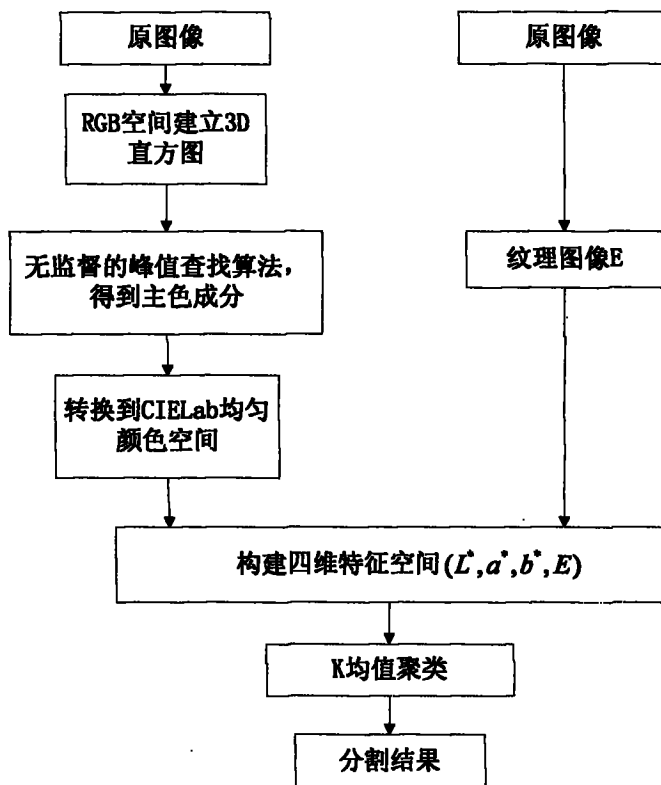 原图像
原图像
RGB空间建立3D
直方图
无监督的峰值查找算法，
得到主色成分
纹理图像E
转换到CIELab均匀
颜色空间
构建四维特征空间(L*,a*,b*,E)
K均值聚类
分割结果